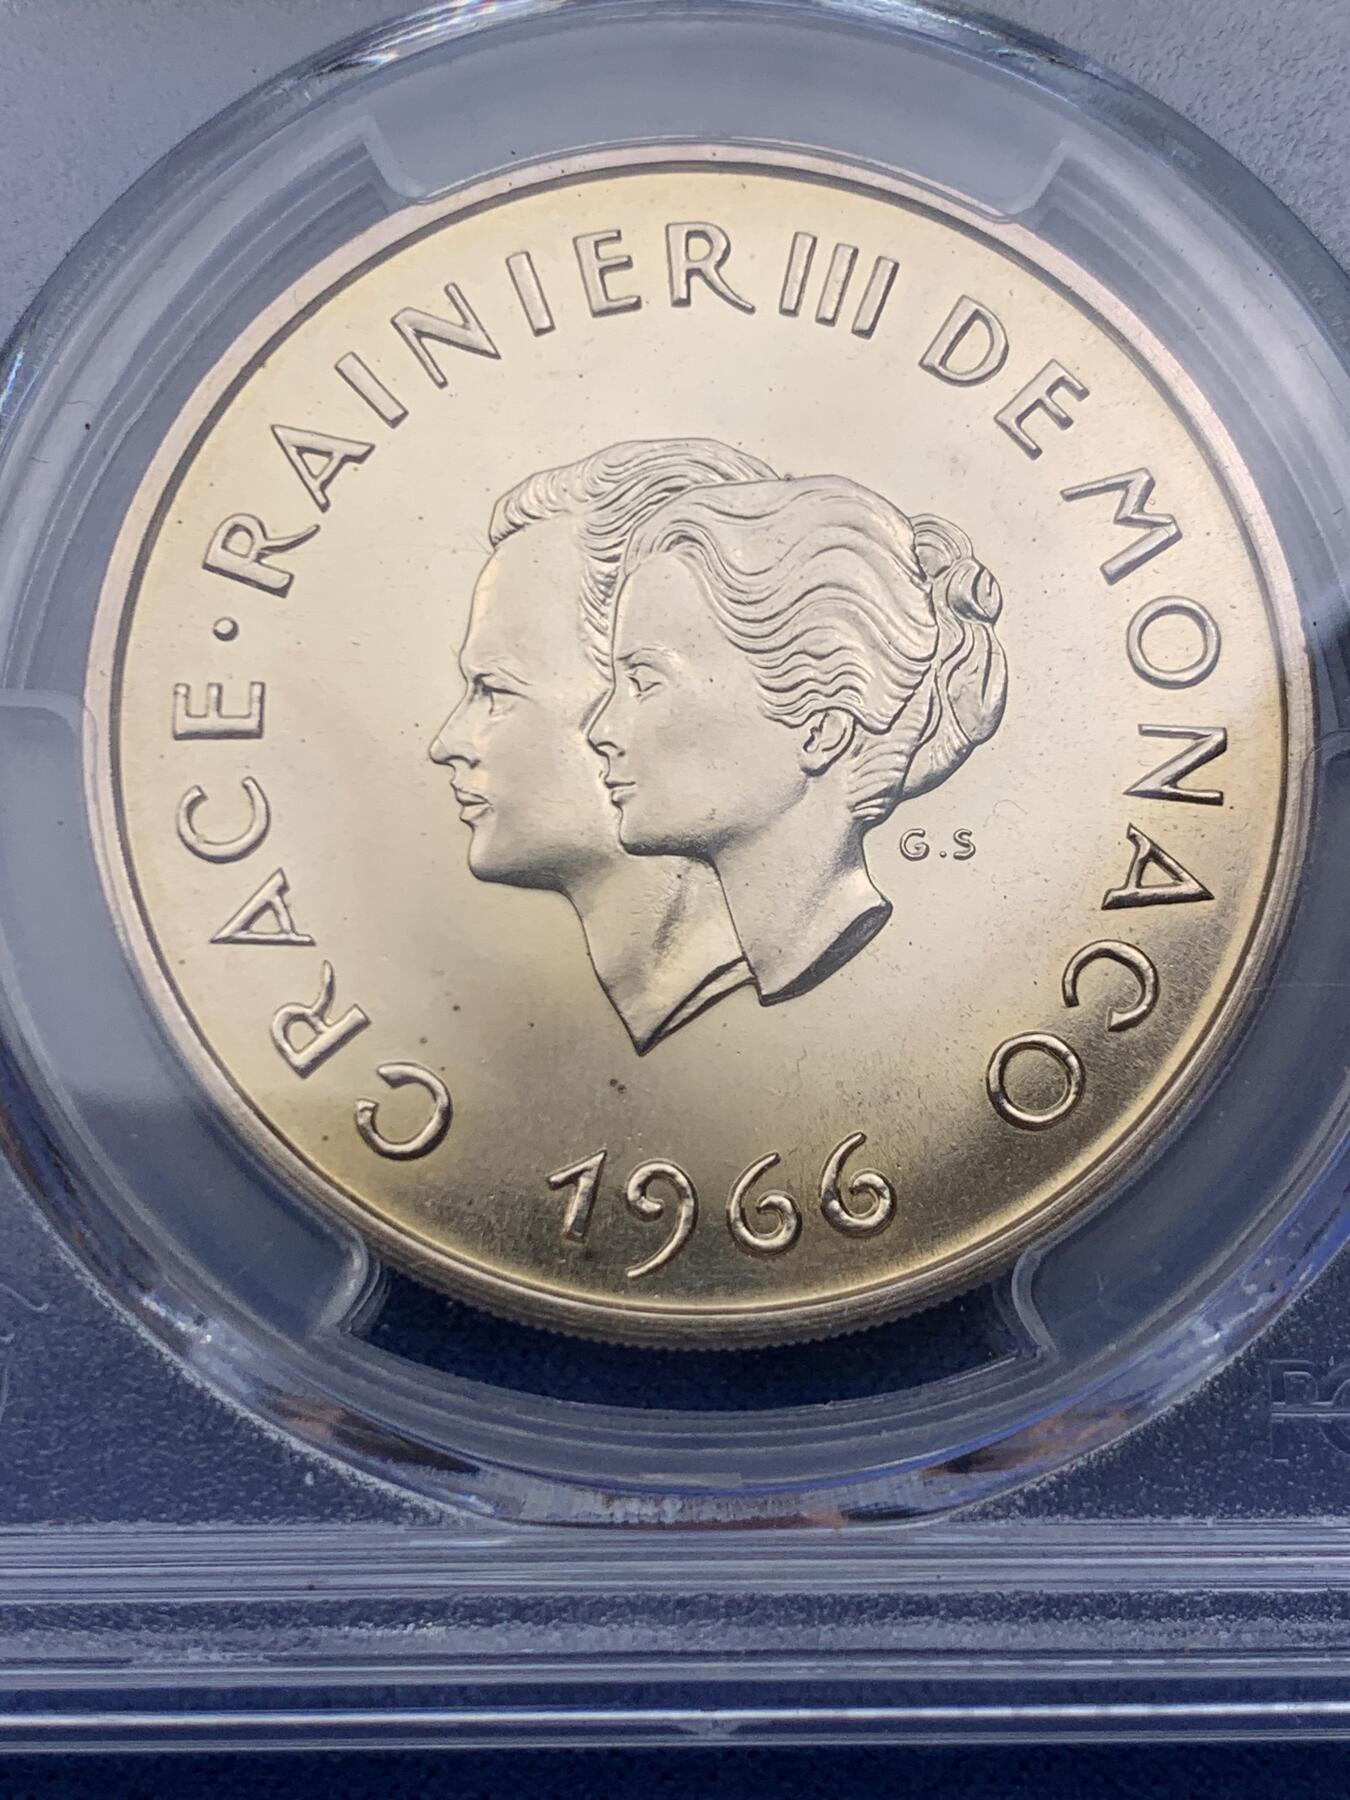 GRACE · RAINIER III DE MONACO
G.S
1966